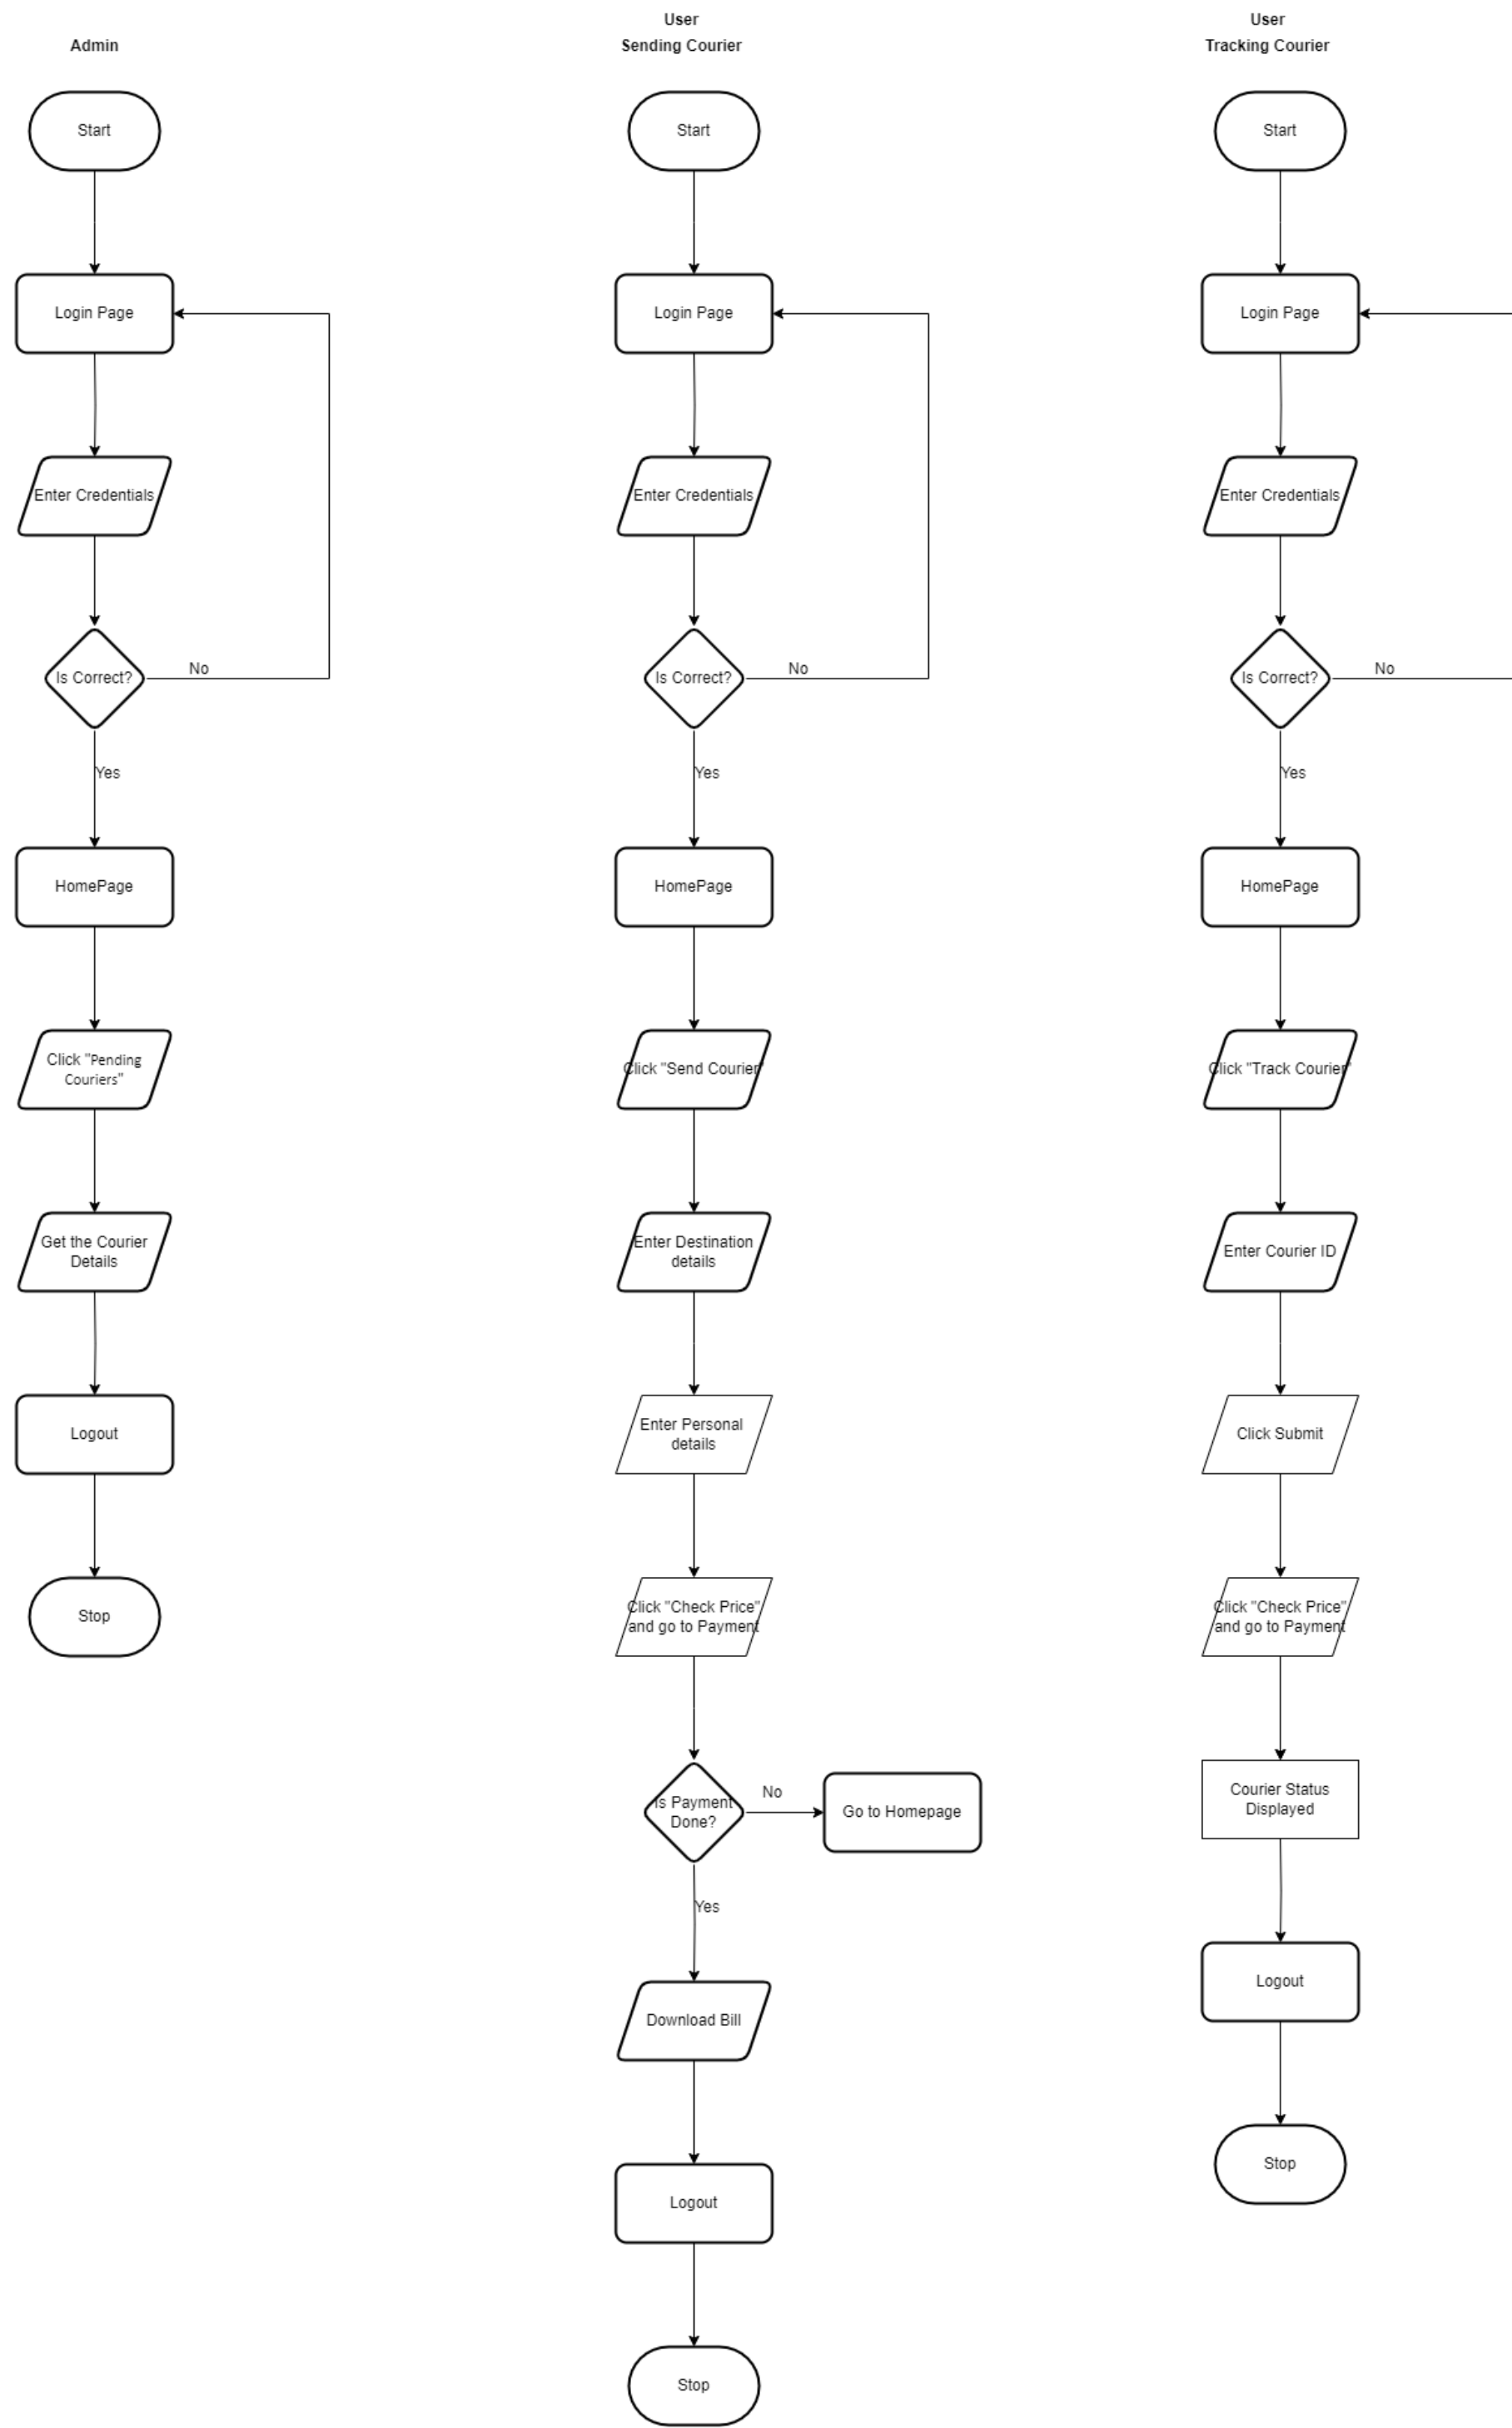 Admin
Start
Login Page
Enter Credentials
Is Correct?
No
Yes
HomePage
Click "Pending
Couriers"
Get the Courier
Details
Logout
Stop
User
Sending Courier
Start
Login Page
Enter Credentials
Is Correct?
No
Yes
HomePage
Click "Send Courier"
Enter Destination
details
Enter Personal
details
Click "Check Price"
and go to Payment
Is Payment
Done?
No
Go to Homepage
Yes
Download Bill
Logout
Stop
User
Tracking Courier
Start
Login Page
Enter Credentials
Is Correct?
No
Yes
HomePage
Click "Track Courier"
Enter Courier ID
Click Submit
Click "Check Price"
and go to Payment
Courier Status
Displayed
Logout
Stop